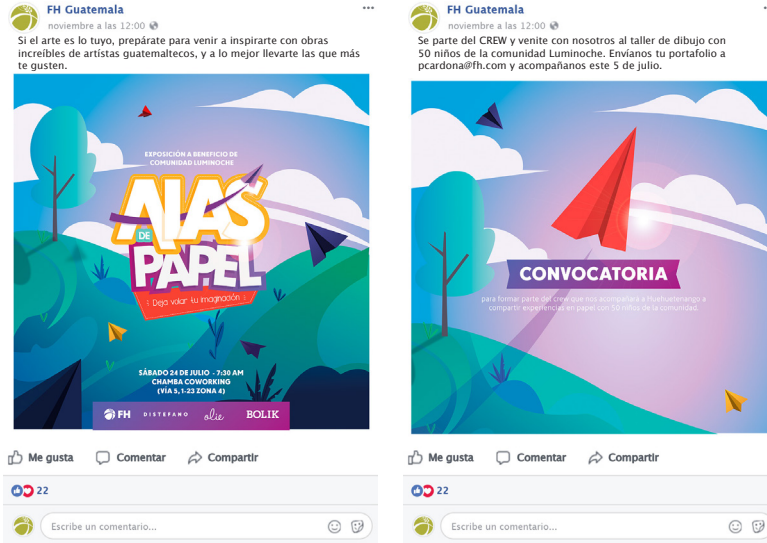 FH Guatemala
noviembre a las 12:00
Si el arte es lo tuyo, prepárate para venir a inspirarte con obras
increíbles de artístas guatemaltecos, y a lo mejor llevarte las que más
te gusten.
EXPOSICIÓN A BENEFICIO DE
COMUNIDAD LUMINOCHE
ALAS
DE
PAPEL
Deja volar tu imaginación
SÁBADO 24 DE JULIO - 7:30 AM
CHAMBA COWORKING
(VÍA 5, 1-23 ZONA 4)
FH DISTEFANO olie BOLIK
Me gusta Comentar Compartir
22
Escribe un comentario...
FH Guatemala
noviembre a las 12:00
Se parte del CREW y venite con nosotros al taller de dibujo con
50 niños de la comunidad Luminoche. Envíanos tu portafolio a
pcardona@fh.com y acompañanos este 5 de julio.
CONVOCATORIA
para formar parte del crew que nos acompañará a Huehuetenango a
compartir experiencias en papel con 50 niños de la comunidad.
Me gusta Comentar Compartir
22
Escribe un comentario...